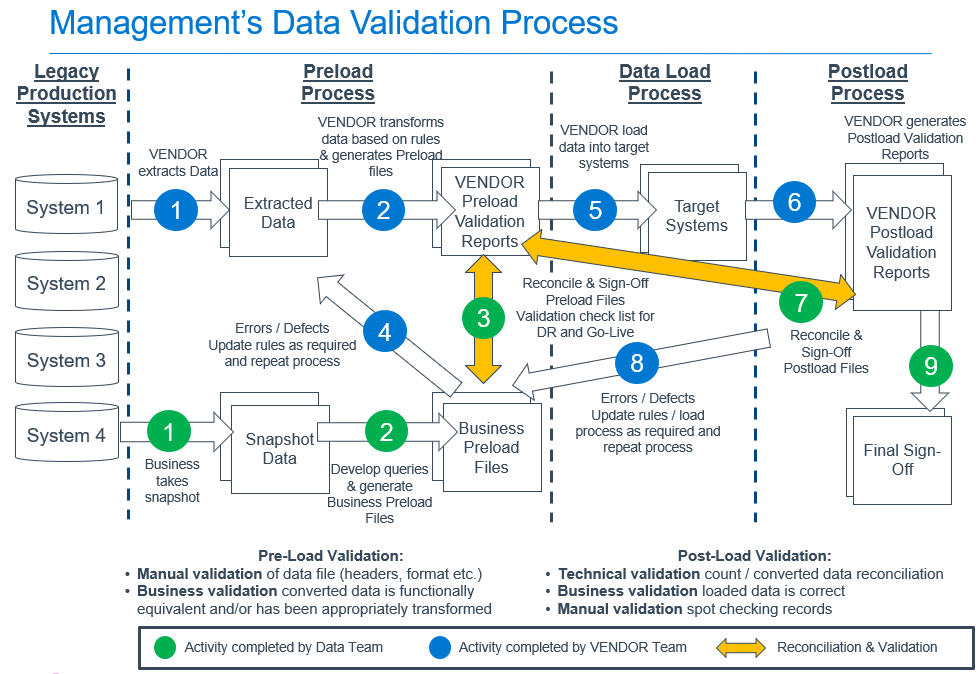 Management's Data Validation Process
Legacy
Production
Systems
Preload
Process
Data Load
Process
Postload
Process
VENDOR
extracts Data
VENDOR transforms
data based on rules
& generates Preload
files
VENDOR load
data into target
systems
VENDOR generates
Postload Validation
Reports
System 1
System 2
System 3
System 4
1
Extracted
Data
2
VENDOR
Preload
Validation
Reports
5
Target
Systems
6
VENDOR
Postload
Validation
Reports
3
Reconcile & Sign-Off
Preload Files
Validation check list for
DR and Go-Live
7
Reconcile &
Sign-Off
Postload Files
4
Errors / Defects
Update rules as required
and repeat process
8
Errors / Defects
Update rules / load
process as required and
repeat process
9
1
Business
takes
snapshot
Snapshot
Data
2
Develop queries
& generate
Business Preload
Files
Business
Preload
Files
Final Sign-
Off
Pre-Load Validation:
• Manual validation of data file (headers, format etc.)
• Business validation converted data is functionally
equivalent and/or has been appropriately transformed
Post-Load Validation:
• Technical validation count / converted data reconciliation
• Business validation loaded data is correct
• Manual validation spot checking records
Activity completed by Data Team
Activity completed by VENDOR Team
Reconciliation & Validation